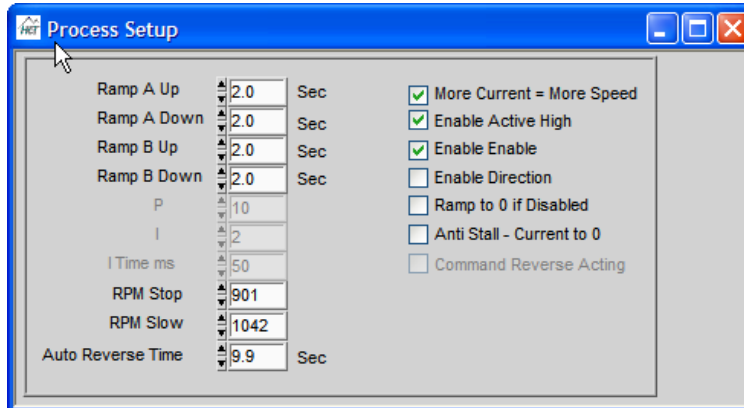 HCT Process Setup
Ramp A Up 2.0 Sec More Current = More Speed
Ramp A Down 2.0 Sec Enable Active High
Ramp B Up 2.0 Sec Enable Enable
Ramp B Down 2.0 Sec Enable Direction
P 10 Ramp to 0 if Disabled
I 2 Anti Stall - Current to 0
I Time ms 50 Command Reverse Acting
RPM Stop 901
RPM Slow 1042
Auto Reverse Time 9.9 Sec